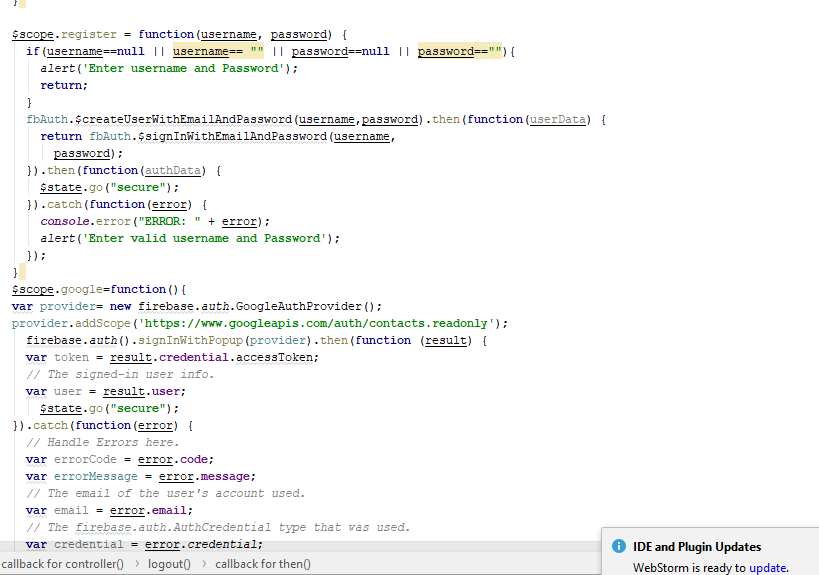 }
$scope.register = function(username, password) {
if(username==null || username== "" || password==null || password==""){
alert('Enter username and Password');
return;
}
fbAuth.$createUserWithEmailAndPassword(username,password).then(function(userData) {
return fbAuth.$signInWithEmailAndPassword(username,
password);
}).then(function(authData) {
$state.go("secure");
}).catch(function(error) {
console.error("ERROR: " + error);
alert('Enter valid username and Password');
});
}
$scope.google=function(){
var provider= new firebase.auth.GoogleAuthProvider();
provider.addScope('https://www.googleapis.com/auth/contacts.readonly');
firebase.auth().signInWithPopup(provider).then(function (result) {
var token = result.credential.accessToken;
// The signed-in user info.
var user = result.user;
$state.go("secure");
}).catch(function(error) {
// Handle Errors here.
var errorCode = error.code;
var errorMessage = error.message;
// The email of the user's account used.
var email = error.email;
// The firebase.auth.AuthCredential type that was used.
var credential = error.credential;
callback for controller() › logout() › callback for then()
IDE and Plugin Updates
WebStorm is ready to update.